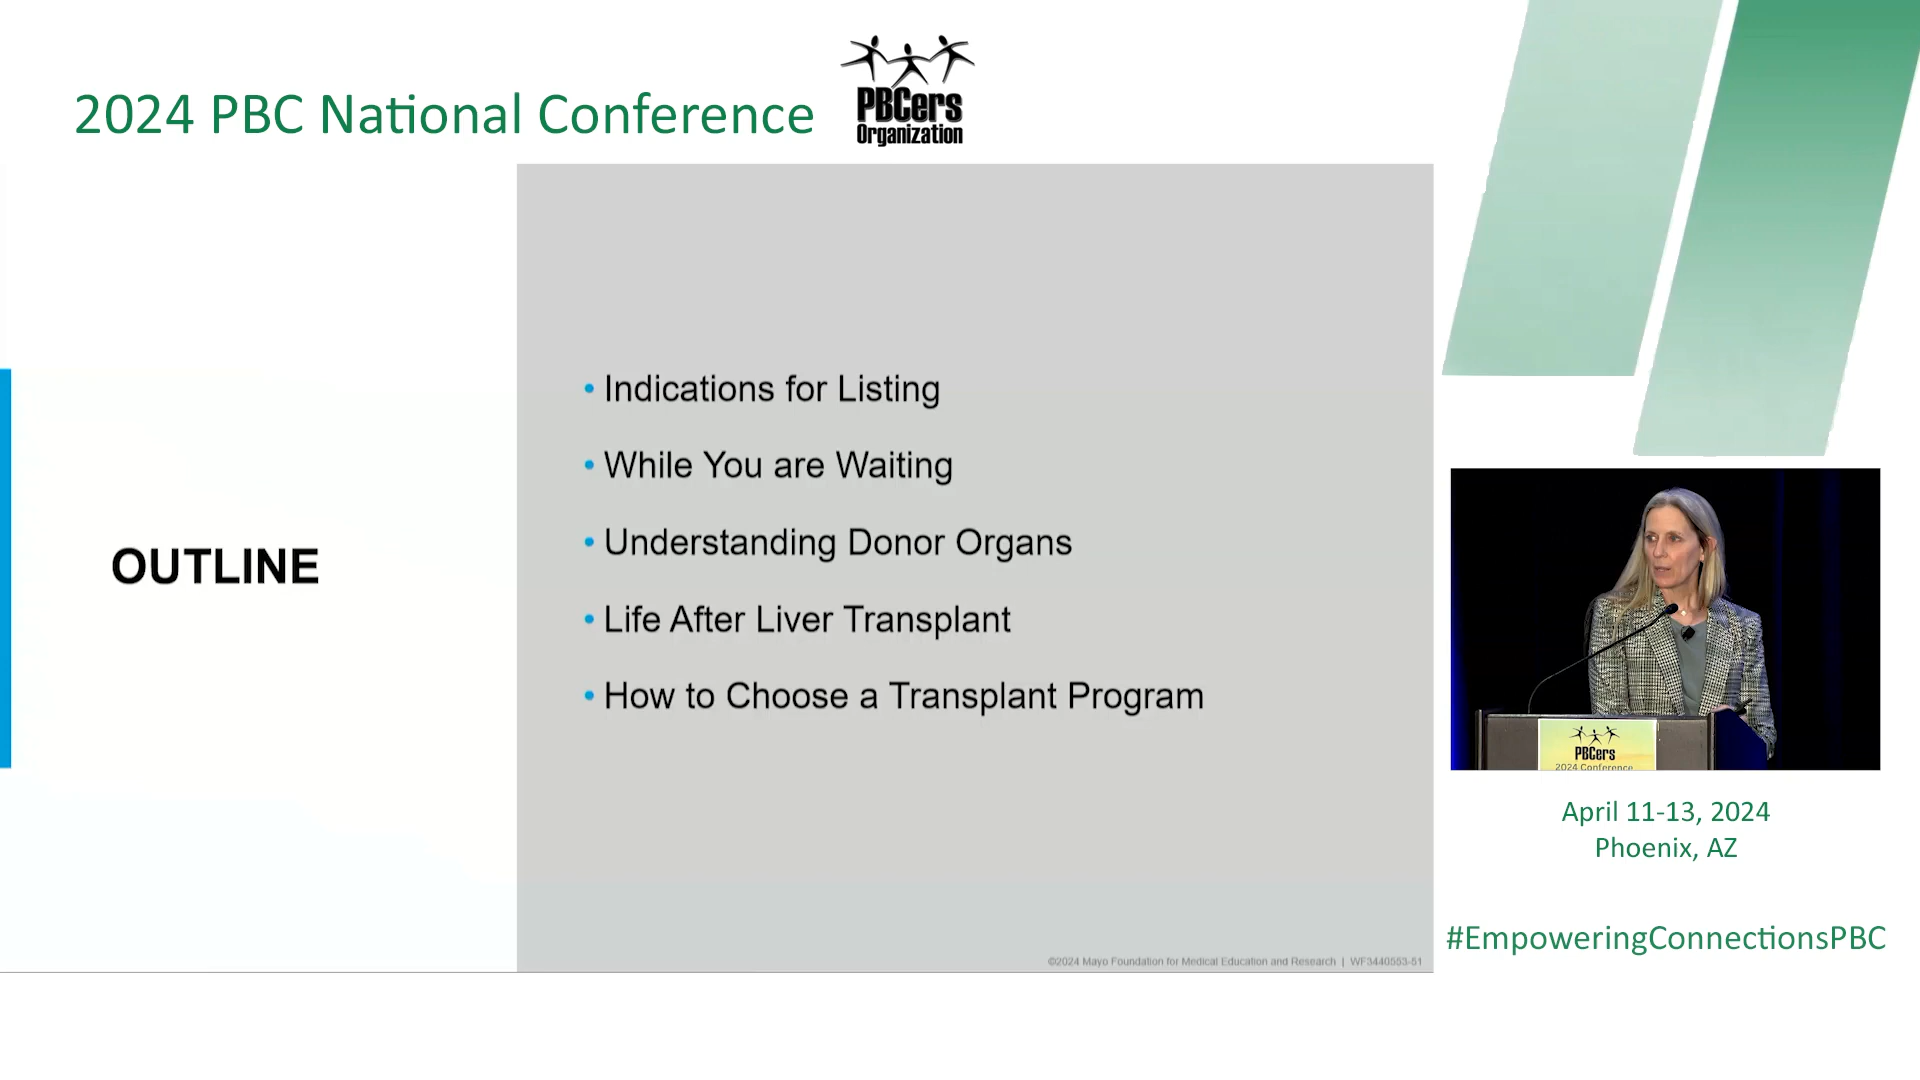 2024 PBC National Conference
PBCers
Organization
OUTLINE
• Indications for Listing
• While You are Waiting
• Understanding Donor Organs
• Life After Liver Transplant
• How to Choose a Transplant Program
©2024 Mayo Foundation for Medical Education and Research | WF3440553-51
PBCers
2024 Conference
April 11-13, 2024
Phoenix, AZ
#EmpoweringConnectionsPBC